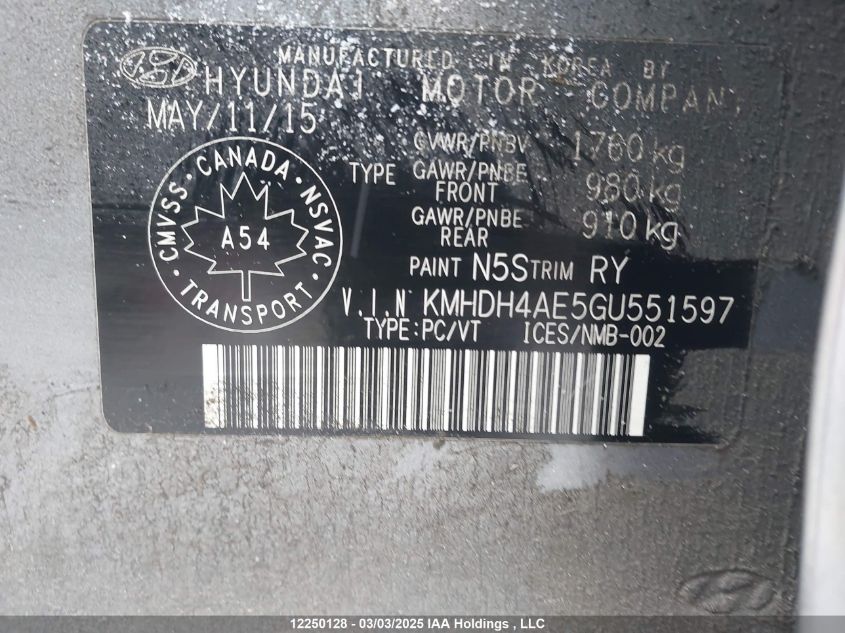 MANUFACTURED IN KOREA BY
HYUNDAI MOTOR COMPANY
MAY/11/15
GVWR/PNBV 1760 kg
TYPE GAWR/PNBE FRONT 980 kg
GAWR/PNBE REAR 910 kg
CMVSS · CANADA · NSVAC
A54
TRANSPORT
PAINT N5S TRIM RY
V.I.N KMHDH4AE5GU551597
TYPE:PC/VT ICES/NMB-002
12250128 - 03/03/2025 IAA Holdings , LLC